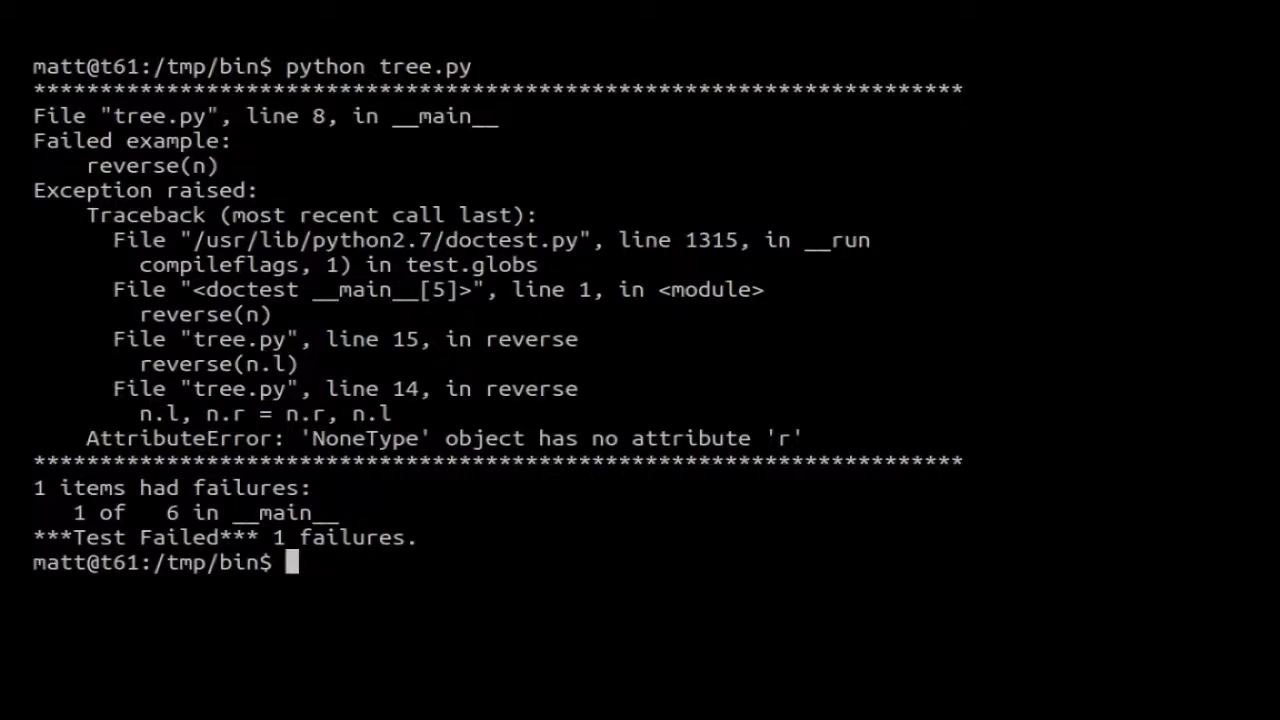 matt@t61:/tmp/bin$ python tree.py
**********************************************************************
File "tree.py", line 8, in __main__
Failed example:
    reverse(n)
Exception raised:
    Traceback (most recent call last):
      File "/usr/lib/python2.7/doctest.py", line 1315, in __run
        compileflags, 1) in test.globs
      File "<doctest __main__[5]>", line 1, in <module>
        reverse(n)
      File "tree.py", line 15, in reverse
        reverse(n.l)
      File "tree.py", line 14, in reverse
        n.l, n.r = n.r, n.l
    AttributeError: 'NoneType' object has no attribute 'r'
**********************************************************************
1 items had failures:
   1 of   6 in __main__
***Test Failed*** 1 failures.
matt@t61:/tmp/bin$